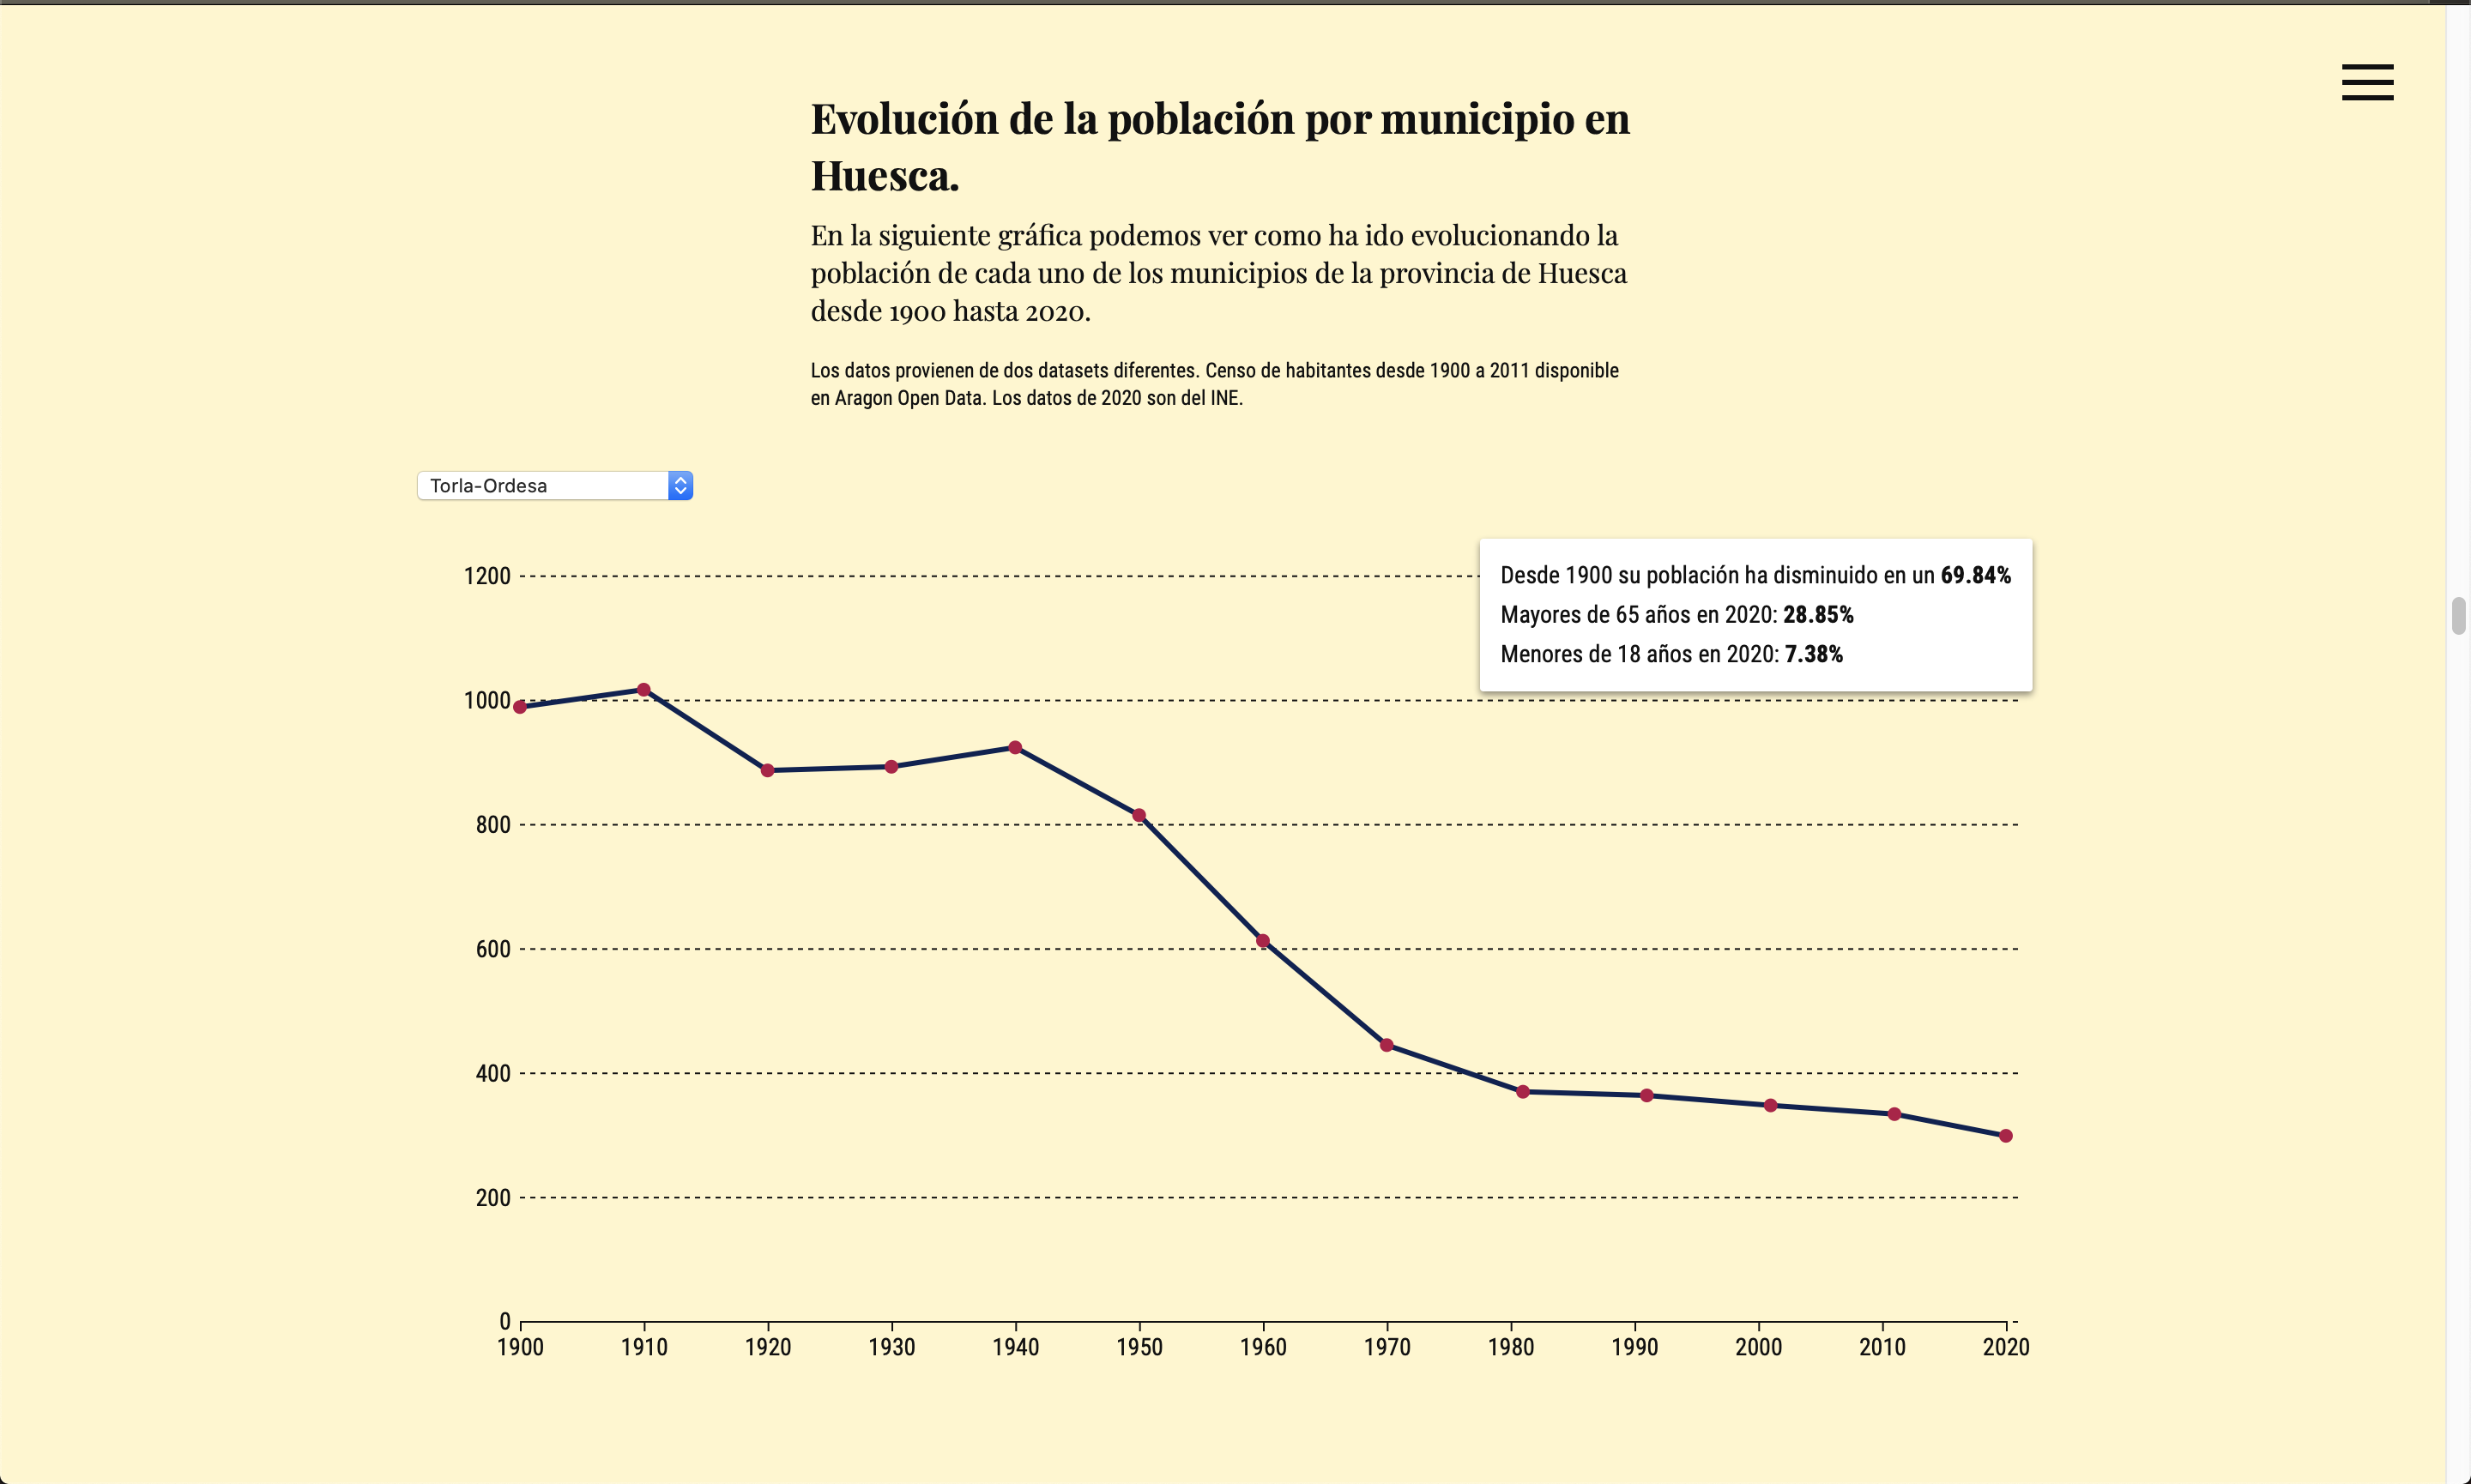 Evolución de la población por municipio en
Huesca.
En la siguiente gráfica podemos ver como ha ido evolucionando la
población de cada uno de los municipios de la provincia de Huesca
desde 1900 hasta 2020.
Los datos provienen de dos datasets diferentes. Censo de habitantes desde 1900 a 2011 disponible
en Aragon Open Data. Los datos de 2020 son del INE.
Torla-Ordesa
Desde 1900 su población ha disminuido en un 69.84%
Mayores de 65 años en 2020: 28.85%
Menores de 18 años en 2020: 7.38%
1200
1000
800
600
400
200
0
1900 1910 1920 1930 1940 1950 1960 1970 1980 1990 2000 2010 2020